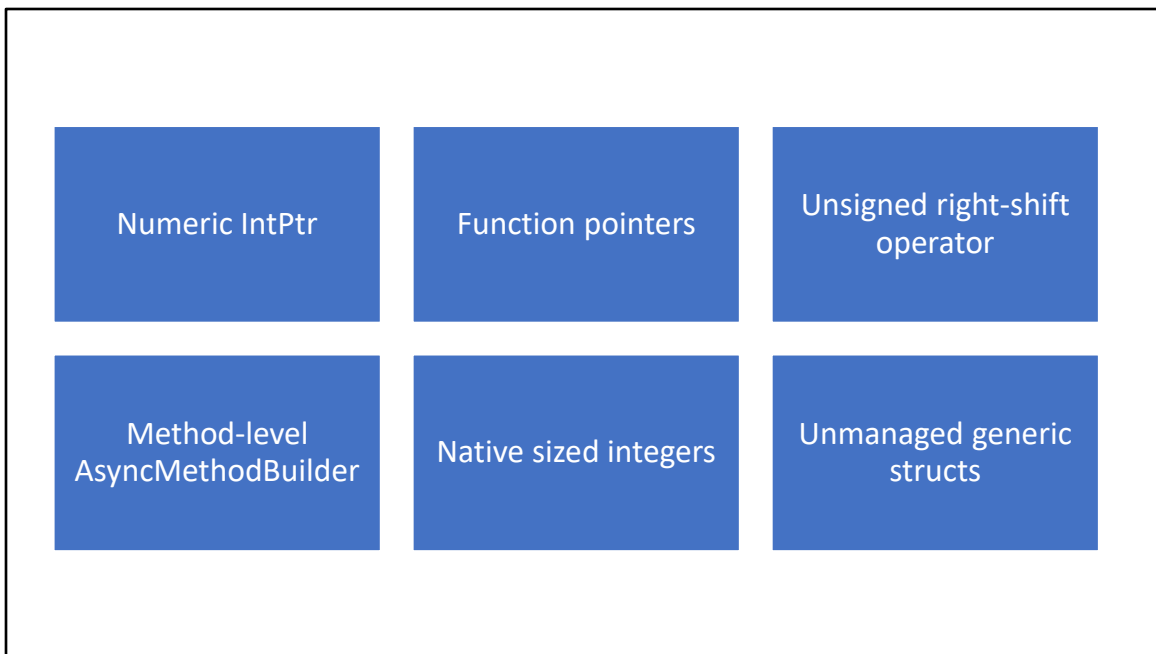 Numeric IntPtr
Function pointers
Unsigned right-shift
operator
Method-level
AsyncMethodBuilder
Native sized integers
Unmanaged generic
structs